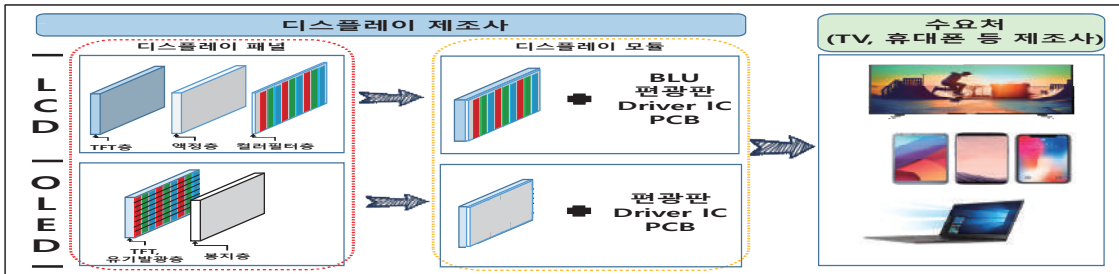 디스플레이 제조사
수요처
(TV, 휴대폰 등 제조사)
디스플레이 패널
디스플레이 모듈
LCD
TFT층
액정층
컬러필터층
BLU
편광판
Driver IC
PCB
OLED
TFT,
유기발광층
봉지층
편광판
Driver IC
PCB